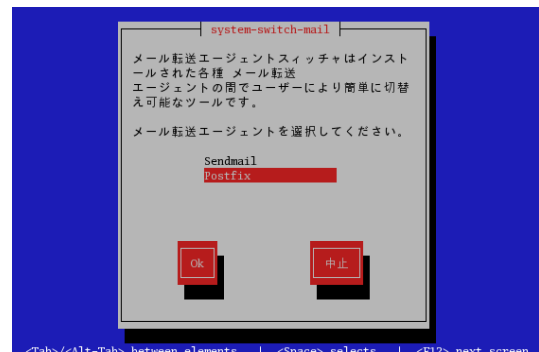 system-switch-mail
メール転送エージェントスィッチャはインスト
ールされた各種 メール転送
エージェントの間でユーザーにより簡単に切替
え可能なツールです。
メール転送エージェントを選択してください。
Sendmail
Postfix
Ok
中止
<Tab>/<Alt-Tab> between elements | <Space> selects | <F12> next screen